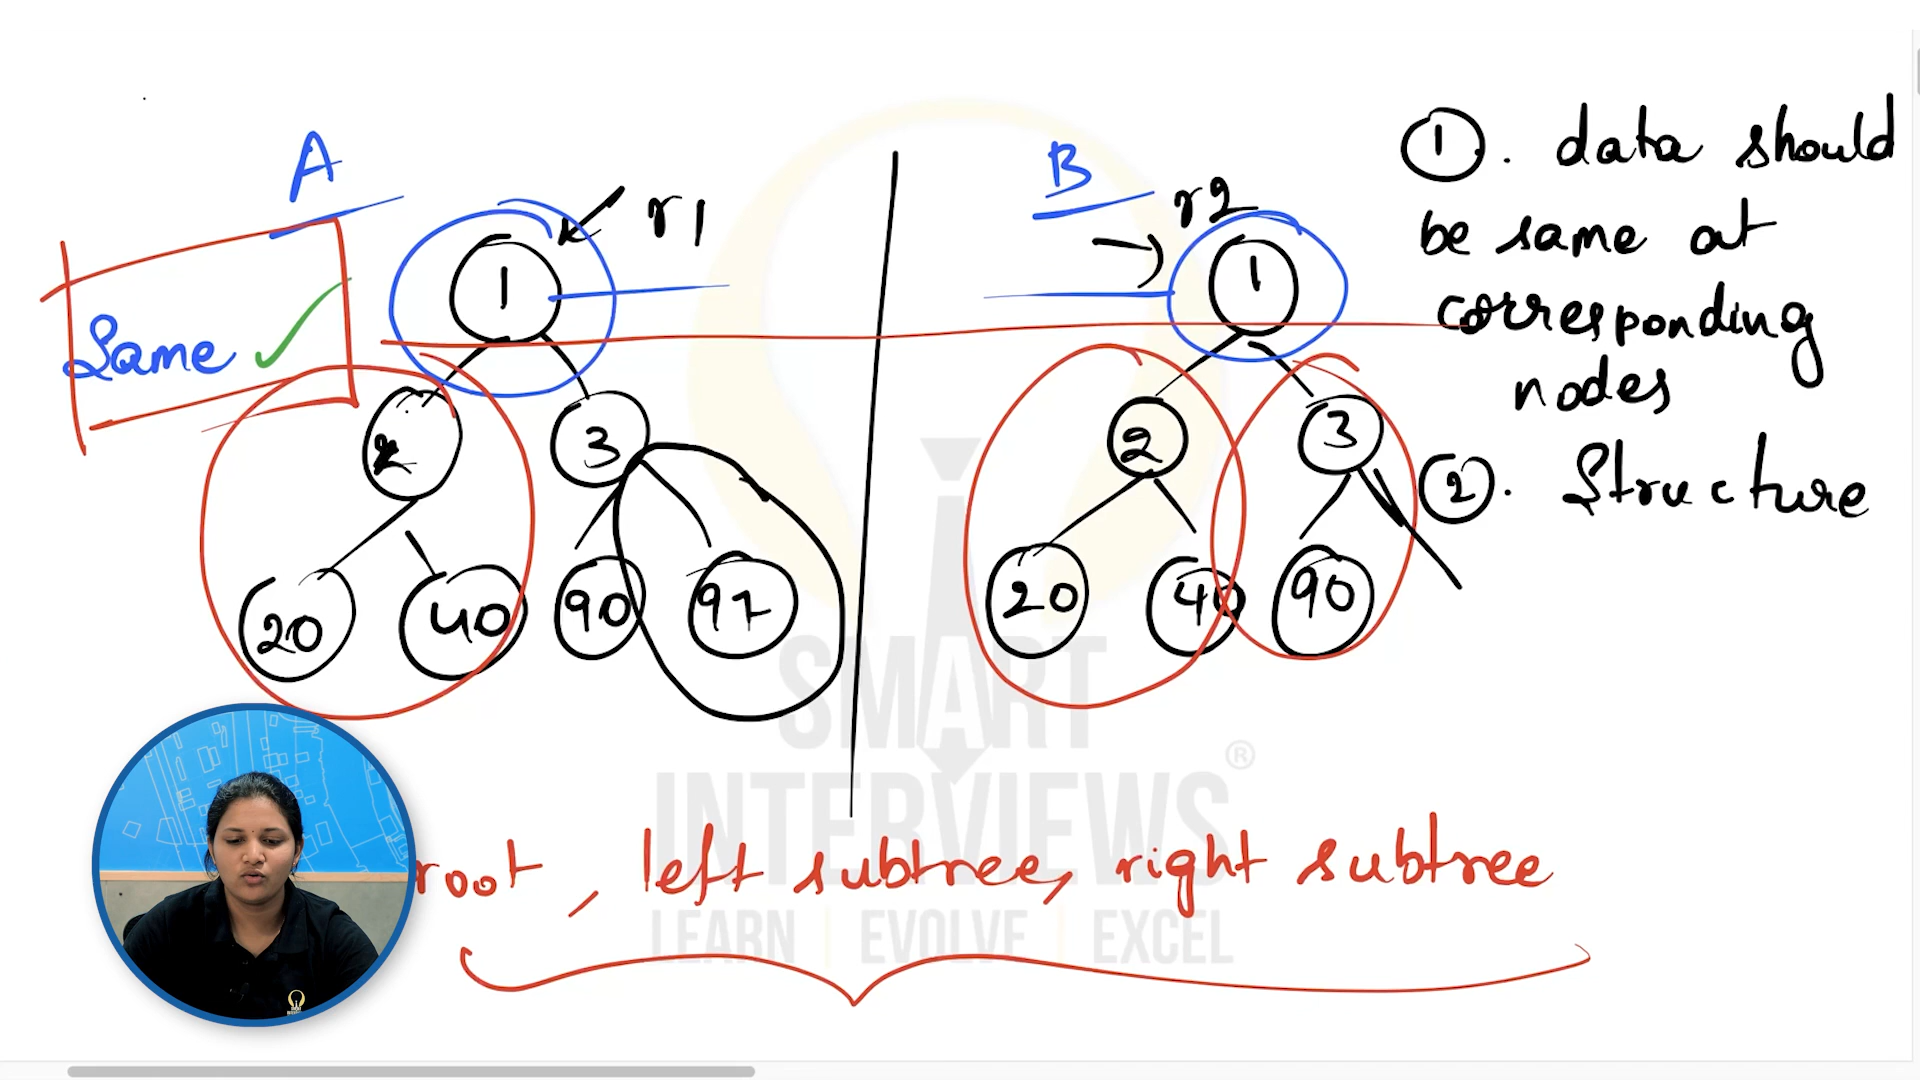 A
B
r1
r2
1
1
Same
2
3
2
3
20
40
90
97
20
40
90
1. data should
be same at
corresponding
nodes
2. Structure
root, left subtree, right subtree
SMART
INTERVIEWS®
LEARN | EVOLVE | EXCEL